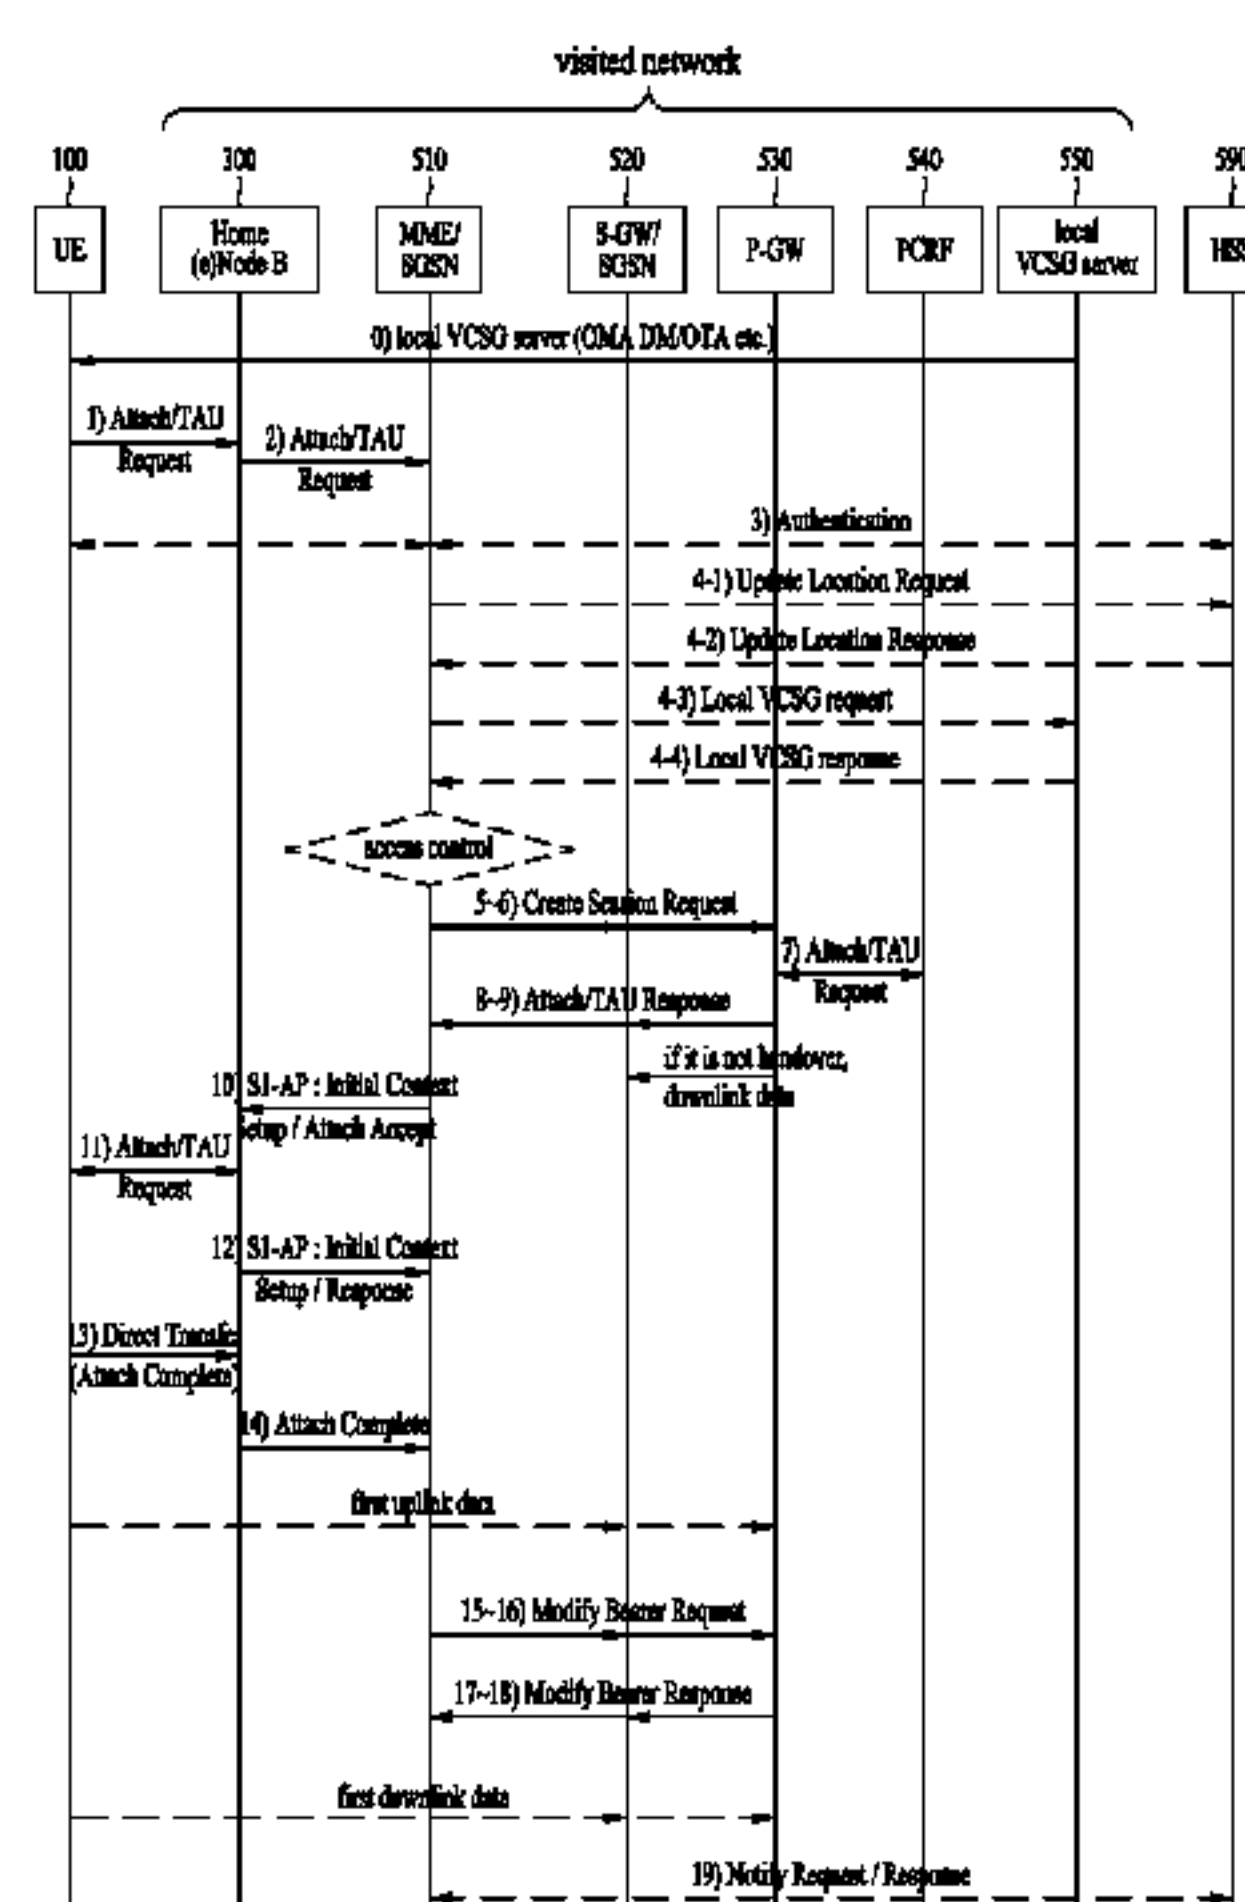 visited network
100 300 510 520 530 540 550 590
UE
Home
(e)Node B
MME/
SGSN
S-GW/
SGSN
P-GW
PCRF
local
VCSG server
HSS
0) local VCSG server (OMA DM/OTA etc.)
1) Attach/TAU
Request
2) Attach/TAU
Request
3) Authentication
4-1) Update Location Request
4-2) Update Location Response
4-3) Local VCSG request
4-4) Local VCSG response
access control
5~6) Create Session Request
7) Attach/TAU
Request
8~9) Attach/TAU Response
if it is not handover,
downlink data
10) S1-AP : Initial Context
Setup / Attach Accept
11) Attach/TAU
Request
12) S1-AP : Initial Context
Setup / Response
13) Direct Transfer
(Attach Complete)
14) Attach Complete
first uplink data
15~16) Modify Bearer Request
17~18) Modify Bearer Response
first downlink data
19) Notify Request / Response